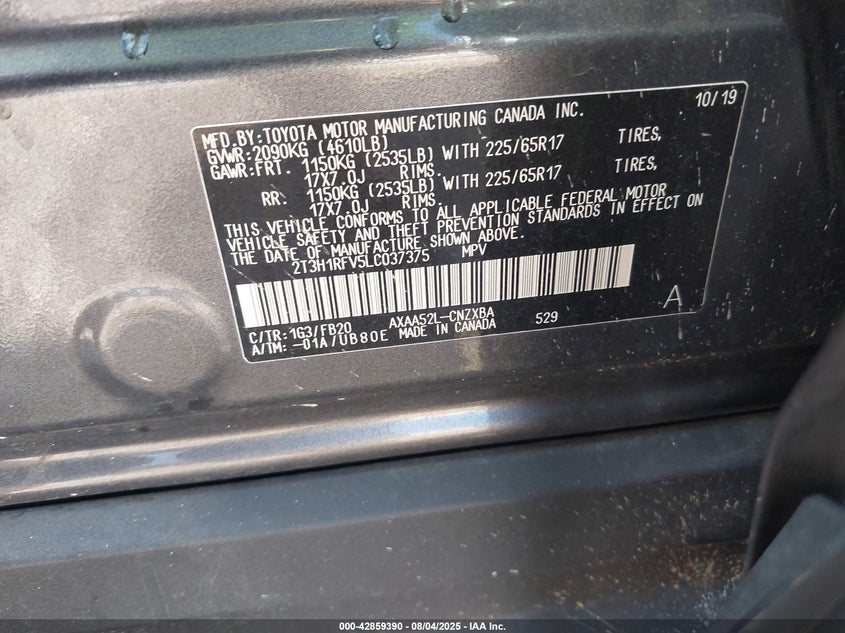 10/19
MFD.BY:TOYOTA MOTOR MANUFACTURING CANADA INC.
GVWR:2090KG (4610LB)
GAWR:FRT. 1150KG (2535LB) WITH 225/65R17 TIRES,
17X7.0J RIMS.
RR. 1150KG (2535LB) WITH 225/65R17 TIRES,
17X7.0J RIMS.
THIS VEHICLE CONFORMS TO ALL APPLICABLE FEDERAL MOTOR
VEHICLE SAFETY AND THEFT PREVENTION STANDARDS IN EFFECT ON
THE DATE OF MANUFACTURE SHOWN ABOVE.
2T3H1RFV5LC037375 MPV
A
C/TR:1G3/FB20 AXAA52L-CNZXBA 529
A/TM: -01A/UB80E MADE IN CANADA
000-42859390 - 08/04/2025 - IAA Inc.